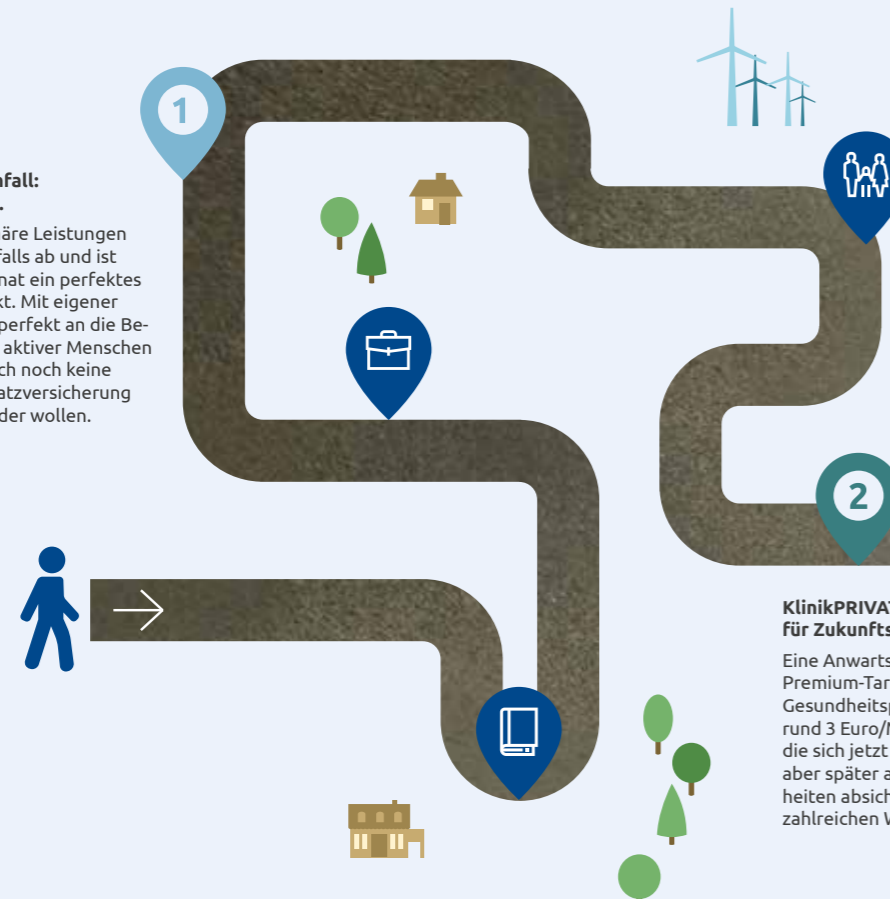 1
fall:
äre Leistungen
falls ab und ist
nat ein perfektes
kt. Mit eigener
perfekt an die Be-
aktiver Menschen
ch noch keine
atzversicherung
der wollen.
2
KlinikPRIVAT
für Zukunfts
Eine Anwarts
Premium-Tar
Gesundheitsp
rund 3 Euro/M
die sich jetzt
aber später a
heiten absich
zahlreichen W